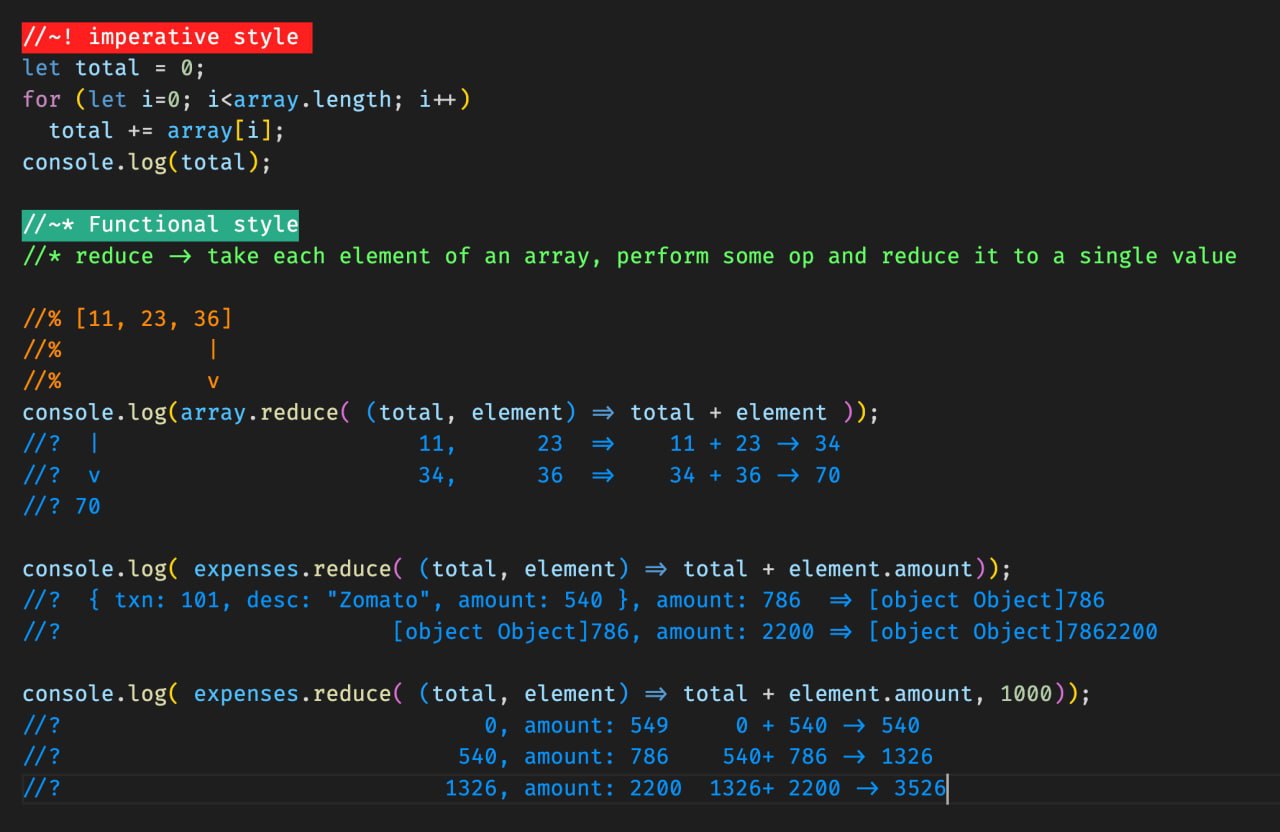 //~! imperative style
let total = 0;
for (let i=0; i<array.length; i++)
  total += array[i];
console.log(total);

//~* Functional style
//* reduce -> take each element of an array, perform some op and reduce it to a single value

//% [11, 23, 36]
//%           |
//%           v
console.log(array.reduce( (total, element) => total + element ));
//?  |                        11,      23  =>    11 + 23 -> 34
//?  v                        34,      36  =>    34 + 36 -> 70
//? 70

console.log( expenses.reduce( (total, element) => total + element.amount));
//?  { txn: 101, desc: "Zomato", amount: 540 }, amount: 786  => [object Object]786
//?                         [object Object]786, amount: 2200 => [object Object]7862200

console.log( expenses.reduce( (total, element) => total + element.amount, 1000));
//?                                0, amount: 549     0 + 540 -> 540
//?                              540, amount: 786    540+ 786 -> 1326
//?                             1326, amount: 2200  1326+ 2200 -> 3526